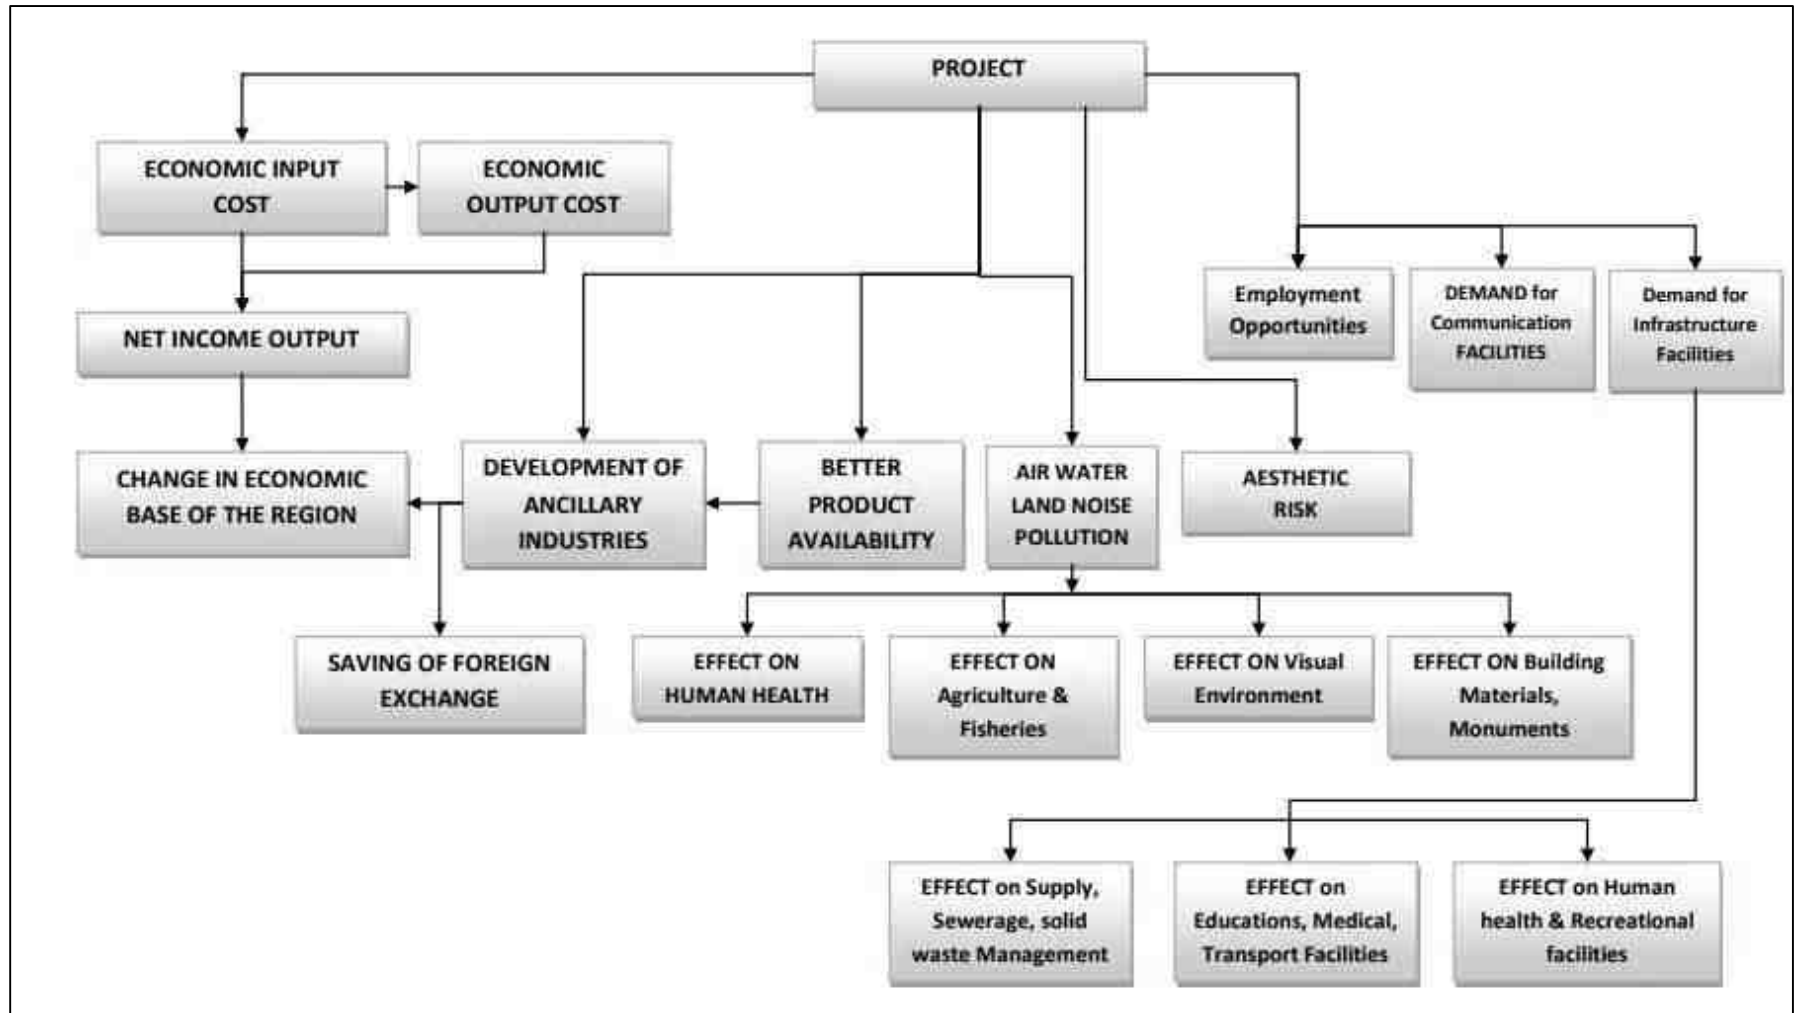 PROJECT
ECONOMIC INPUT
COST
ECONOMIC
OUTPUT COST
NET INCOME OUTPUT
Employment
Opportunities
DEMAND for
Communication
FACILITIES
Demand for
Infrastructure
Facilities
CHANGE IN ECONOMIC
BASE OF THE REGION
DEVELOPMENT OF
ANCILLARY
INDUSTRIES
BETTER
PRODUCT
AVAILABILITY
AIR WATER
LAND NOISE
POLLUTION
AESTHETIC
RISK
SAVING OF FOREIGN
EXCHANGE
EFFECT ON
HUMAN HEALTH
EFFECT ON
Agriculture &
Fisheries
EFFECT ON Visual
Environment
EFFECT ON Building
Materials,
Monuments
EFFECT on Supply,
Sewerage, solid
waste Management
EFFECT on
Educations, Medical,
Transport Facilities
EFFECT on Human
health & Recreational
facilities